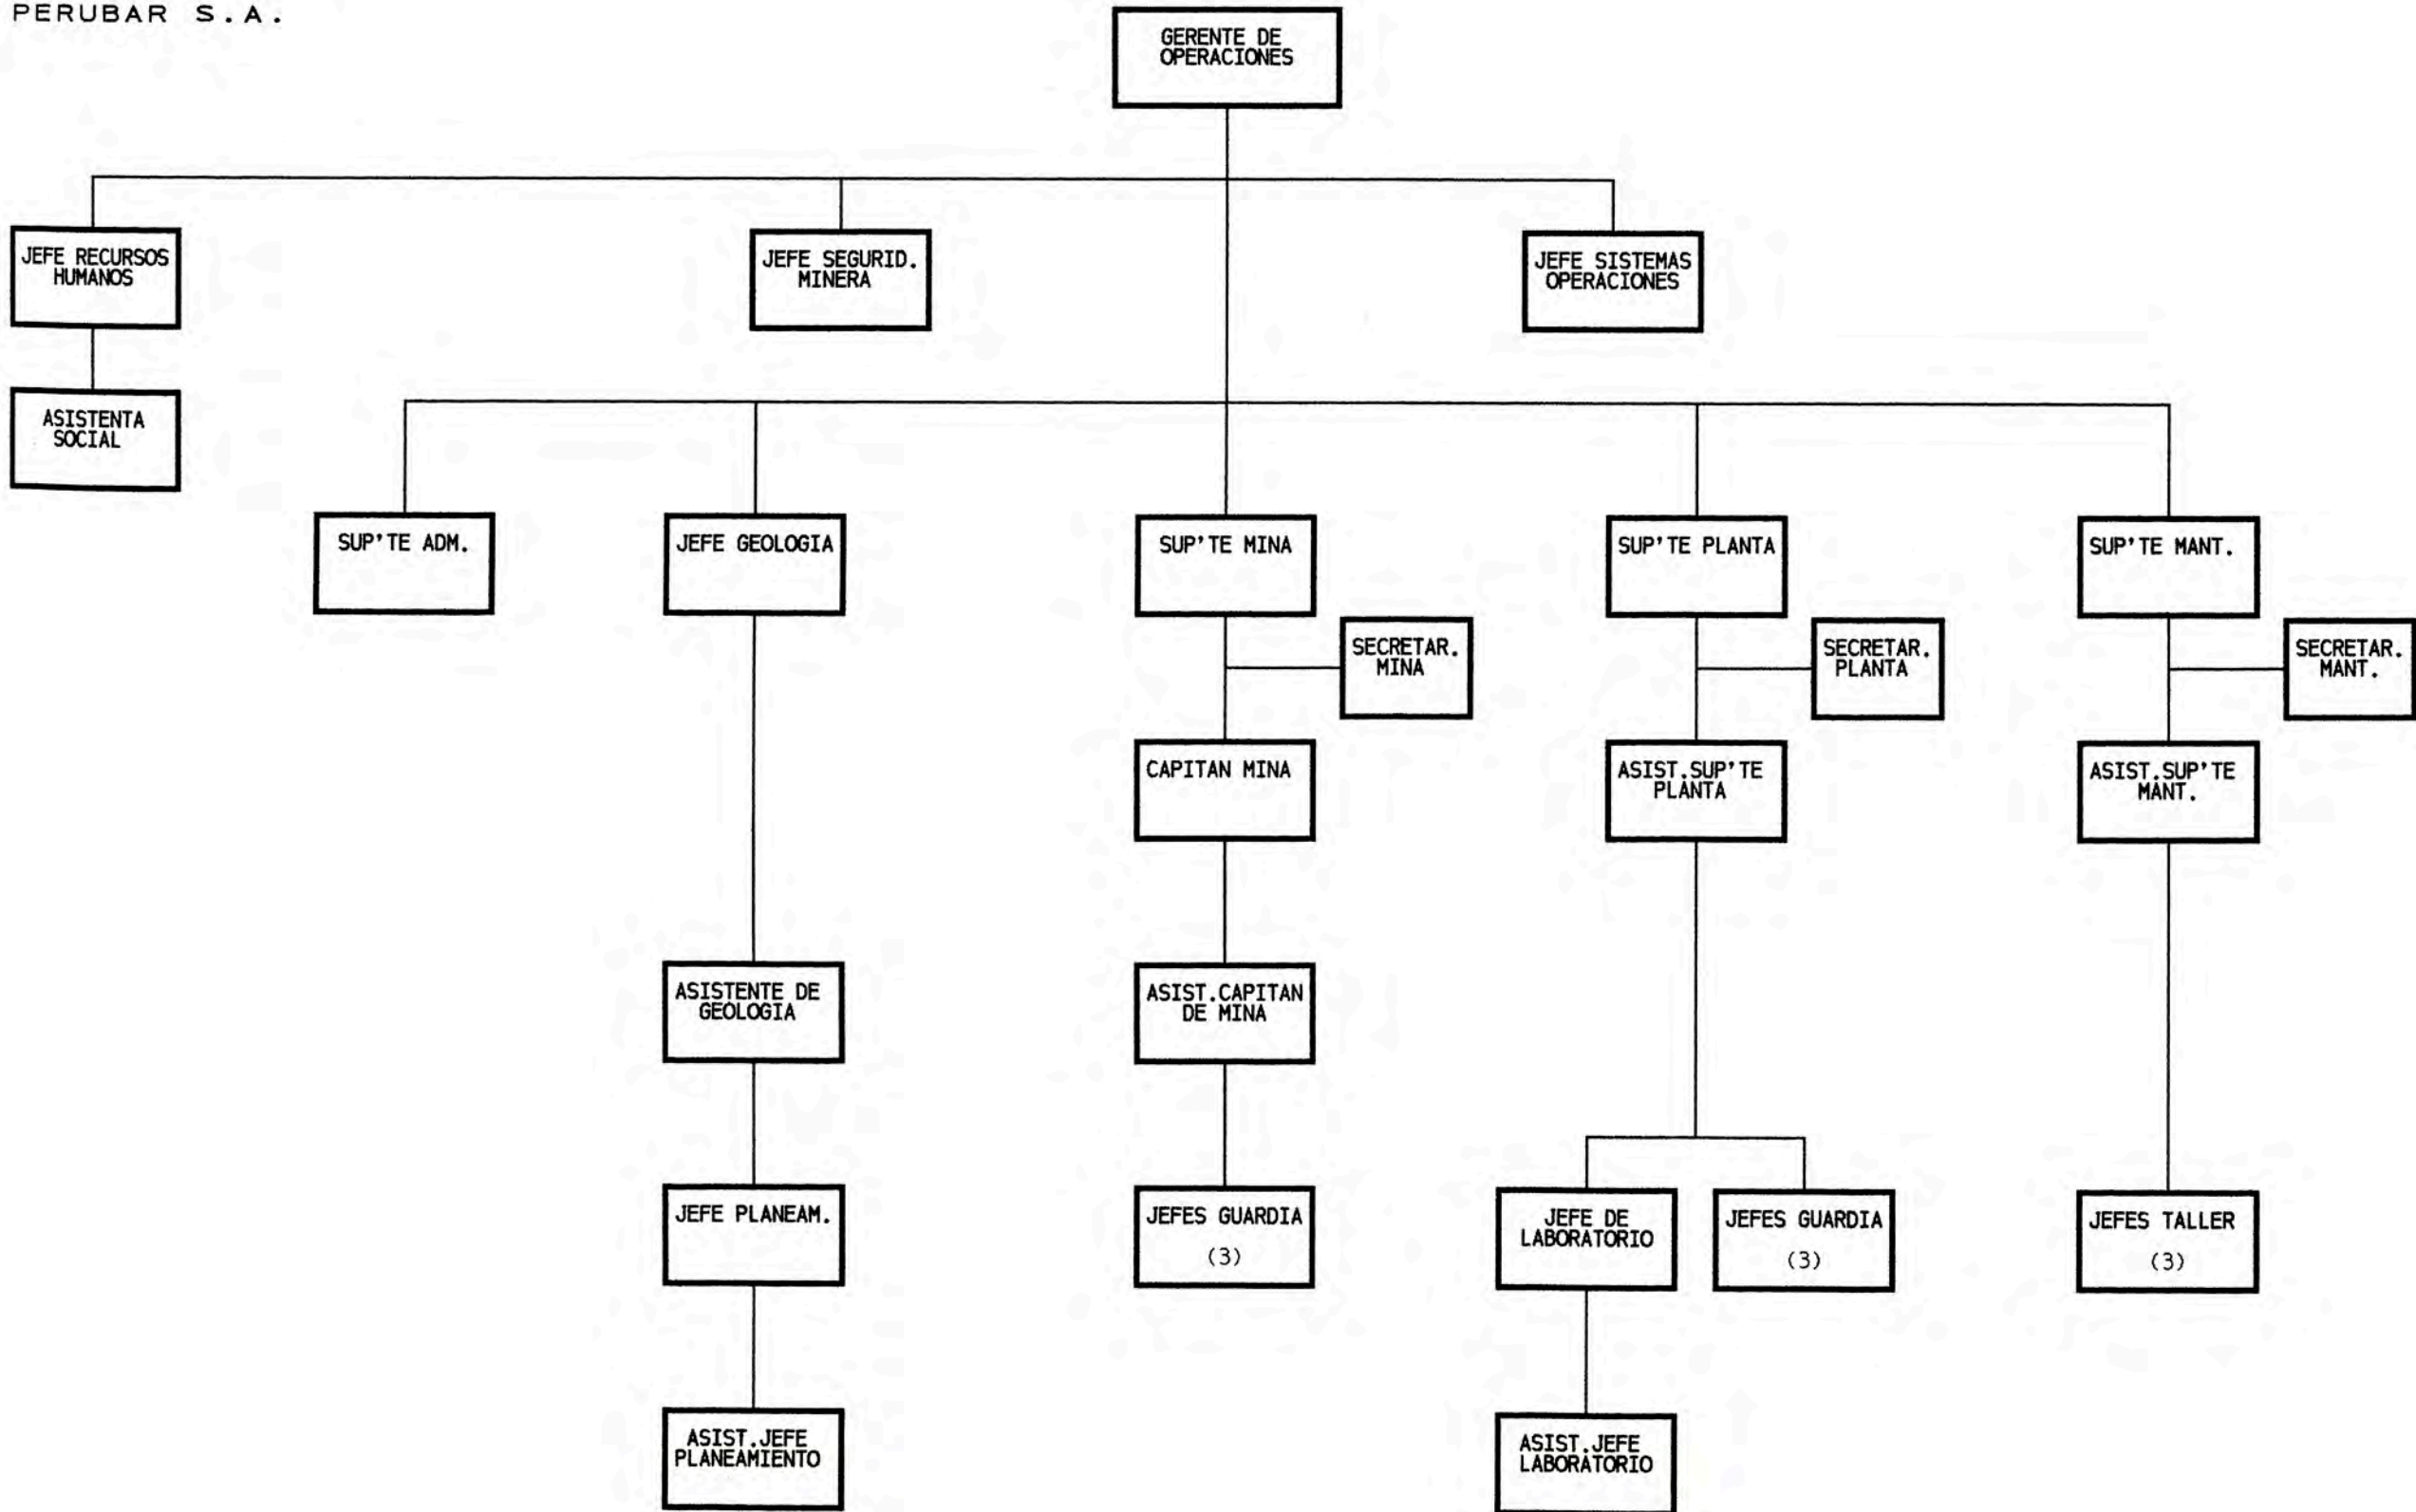 PERUBAR S.A.
GERENTE DE
OPERACIONES
JEFE RECURSOS
HUMANOS
JEFE SEGURID.
MINERA
JEFE SISTEMAS
OPERACIONES
ASISTENTA
SOCIAL
SUP'TE ADM.
JEFE GEOLOGIA
SUP'TE MINA
SUP'TE PLANTA
SUP'TE MANT.
SECRETAR.
MINA
SECRETAR.
PLANTA
SECRETAR.
MANT.
CAPITAN MINA
ASIST.SUP'TE
PLANTA
ASIST.SUP'TE
MANT.
ASISTENTE DE
GEOLOGIA
ASIST.CAPITAN
DE MINA
JEFE PLANEAM.
JEFES GUARDIA
(3)
JEFE DE
LABORATORIO
JEFES GUARDIA
(3)
JEFES TALLER
(3)
ASIST.JEFE
PLANEAMIENTO
ASIST.JEFE
LABORATORIO